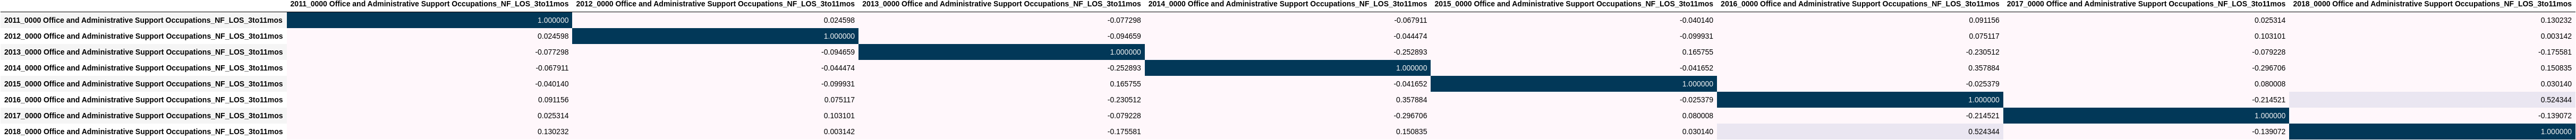 2011_0000 Office and Administrative Support Occupations_NF_LOS_3to11mos 2012_0000 Office and Administrative Support Occupations_NF_LOS_3to11mos 2013_0000 Office and Administrative Support Occupations_NF_LOS_3to11mos 2014_0000 Office and Administrative Support Occupations_NF_LOS_3to11mos 2015_0000 Office and Administrative Support Occupations_NF_LOS_3to11mos 2016_0000 Office and Administrative Support Occupations_NF_LOS_3to11mos 2017_0000 Office and Administrative Support Occupations_NF_LOS_3to11mos 2018_0000 Office and Administrative Support Occupations_NF_LOS_3to11mos
2011_0000 Office and Administrative Support Occupations_NF_LOS_3to11mos 1.000000 0.024598 -0.077298 -0.067911 -0.040140 0.091156 0.025314 0.130232
2012_0000 Office and Administrative Support Occupations_NF_LOS_3to11mos 0.024598 1.000000 -0.094659 -0.044474 -0.099931 0.075117 0.103101 0.003142
2013_0000 Office and Administrative Support Occupations_NF_LOS_3to11mos -0.077298 -0.094659 1.000000 -0.252893 0.165755 -0.230512 -0.079228 -0.175581
2014_0000 Office and Administrative Support Occupations_NF_LOS_3to11mos -0.067911 -0.044474 -0.252893 1.000000 -0.041652 0.357884 -0.296706 0.150835
2015_0000 Office and Administrative Support Occupations_NF_LOS_3to11mos -0.040140 -0.099931 0.165755 -0.041652 1.000000 -0.025379 0.080008 0.030140
2016_0000 Office and Administrative Support Occupations_NF_LOS_3to11mos 0.091156 0.075117 -0.230512 0.357884 -0.025379 1.000000 -0.214521 0.524344
2017_0000 Office and Administrative Support Occupations_NF_LOS_3to11mos 0.025314 0.103101 -0.079228 -0.296706 0.080008 -0.214521 1.000000 -0.139072
2018_0000 Office and Administrative Support Occupations_NF_LOS_3to11mos 0.130232 0.003142 -0.175581 0.150835 0.030140 0.524344 -0.139072 1.000000